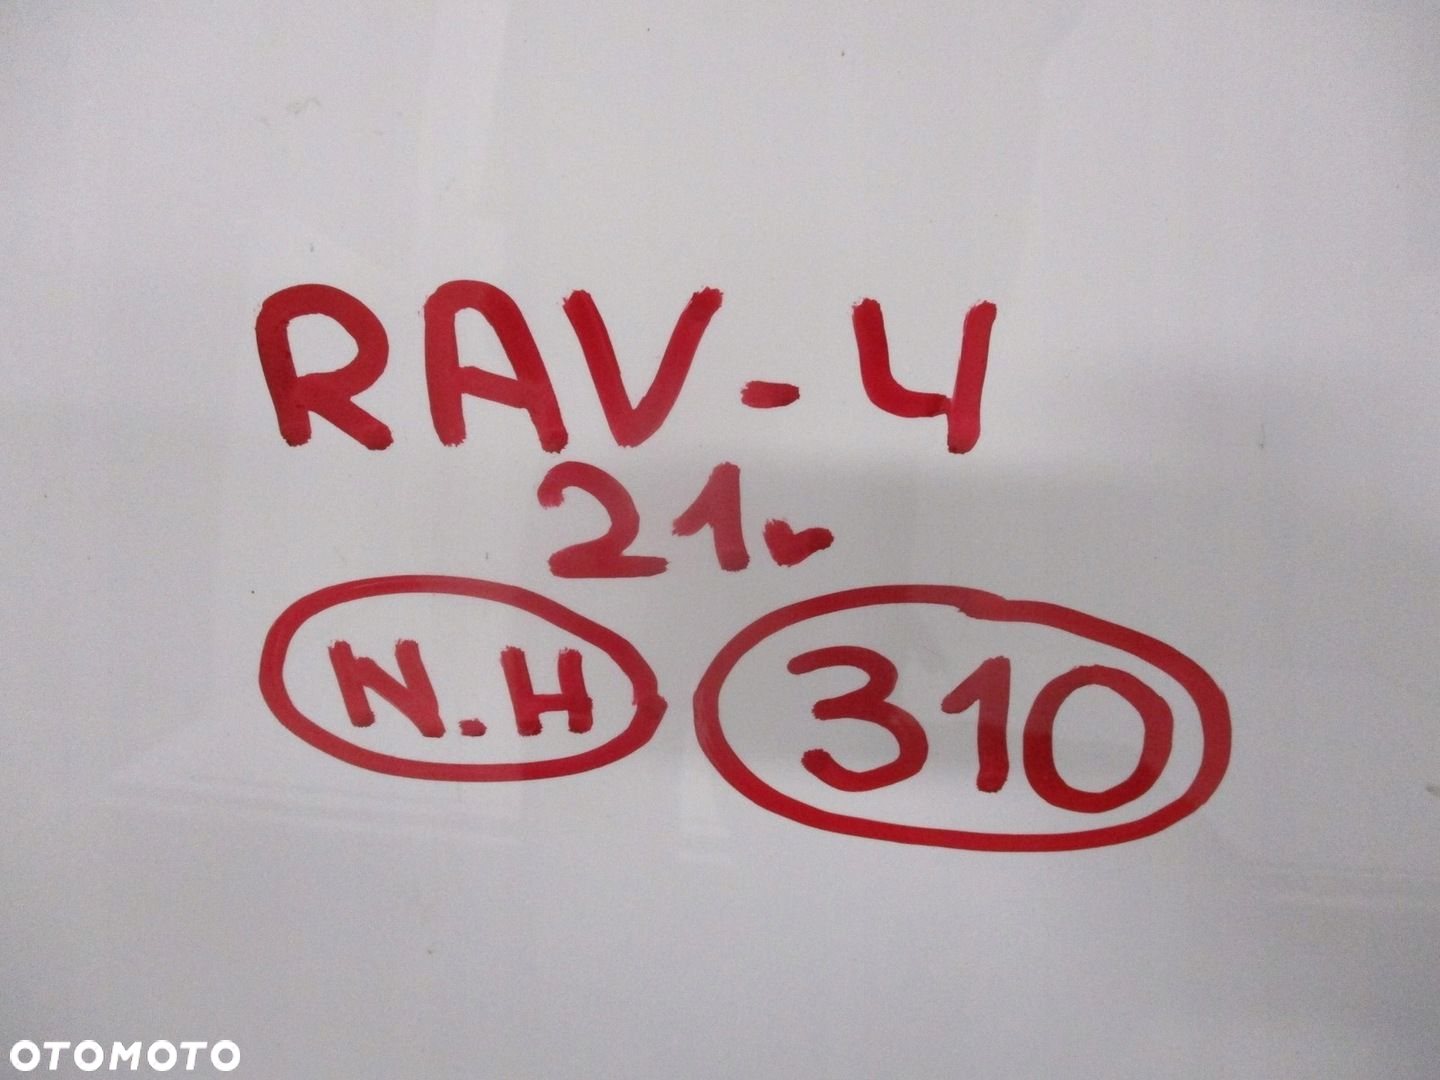 RAV-4
21r
N.H 310
OTOMOTO